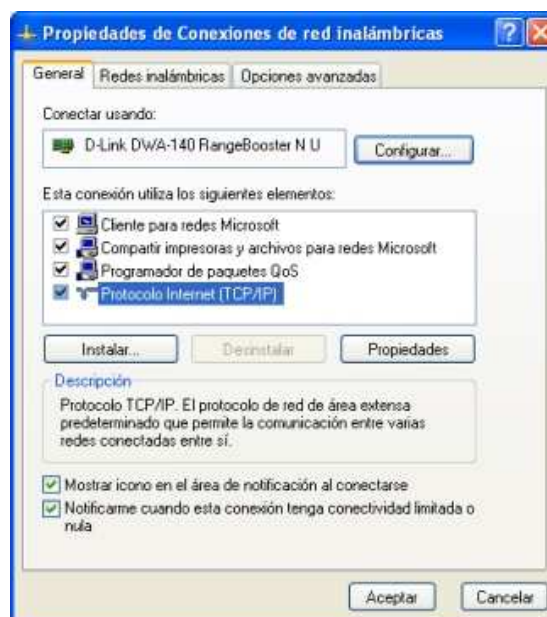 Propiedades de Conexiones de red inalámbricas
General Redes inalámbricas Opciones avanzadas
Conectar usando:
D-Link DWA-140 RangeBooster N U Configurar...
Esta conexión utiliza los siguientes elementos:
Cliente para redes Microsoft
Compartir impresoras y archivos para redes Microsoft
Programador de paquetes QoS
Protocolo Internet (TCP/IP)
Instalar... Desinstalar Propiedades
Descripción
Protocolo TCP/IP. El protocolo de red de área extensa
predeterminado que permite la comunicación entre varias
redes conectadas entre sí.
Mostrar icono en el área de notificación al conectarse
Notificarme cuando esta conexión tenga conectividad limitada o
nula
Aceptar Cancelar